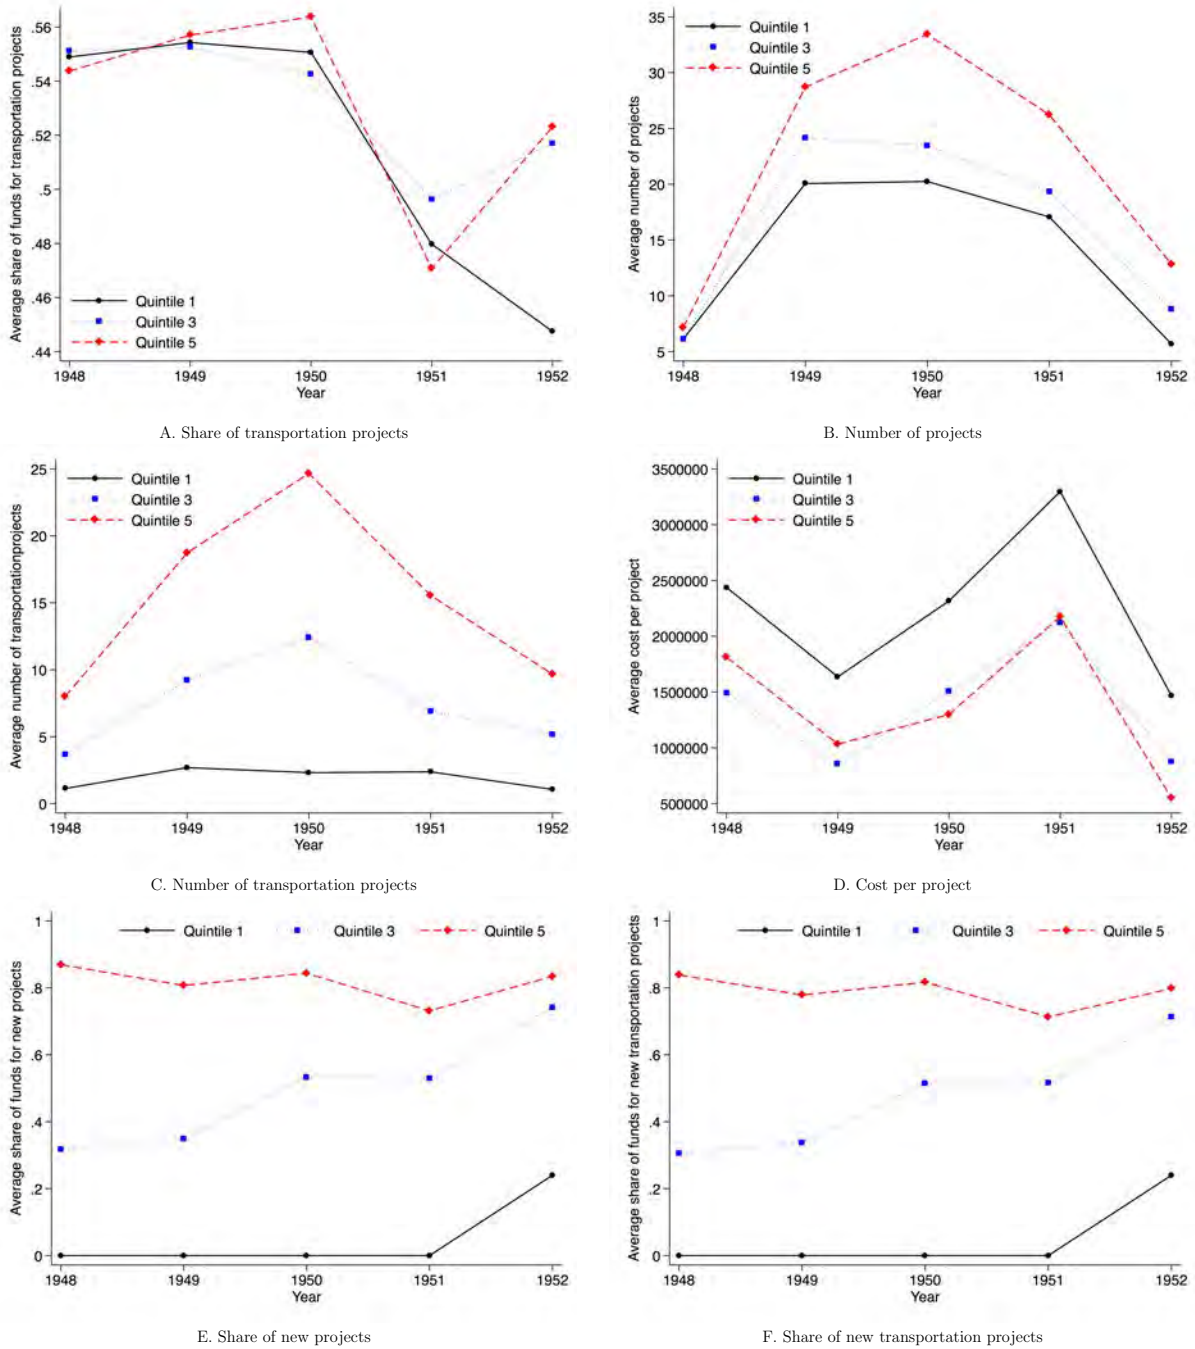 Average share of funds for transportation projects
.56
.54
.52
.5
.48
.46
.44
Quintile 1
Quintile 3
Quintile 5
1948
1949
1950
1951
1952
Year
A. Share of transportation projects
Average number of projects
35
30
25
20
15
10
5
Quintile 1
Quintile 3
Quintile 5
1948
1949
1950
1951
1952
Year
B. Number of projects
Average number of transportationprojects
25
20
15
10
5
0
Quintile 1
Quintile 3
Quintile 5
1948
1949
1950
1951
1952
Year
C. Number of transportation projects
Average cost per project
3500000
3000000
2500000
2000000
1500000
1000000
500000
Quintile 1
Quintile 3
Quintile 5
1948
1949
1950
1951
1952
Year
D. Cost per project
Average share of funds for new projects
1
.8
.6
.4
.2
0
Quintile 1
Quintile 3
Quintile 5
1948
1949
1950
1951
1952
Year
E. Share of new projects
Average share of funds for new transportation projects
1
.8
.6
.4
.2
0
Quintile 1
Quintile 3
Quintile 5
1948
1949
1950
1951
1952
Year
F. Share of new transportation projects